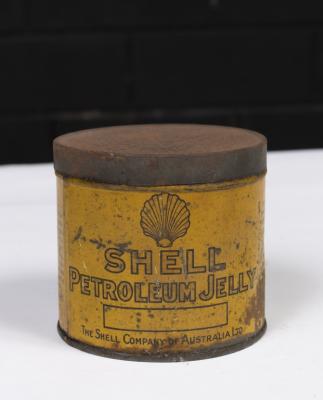 SHELL
PETROLEUM JELLY
THE SHELL COMPANY OF AUSTRALIA LTD